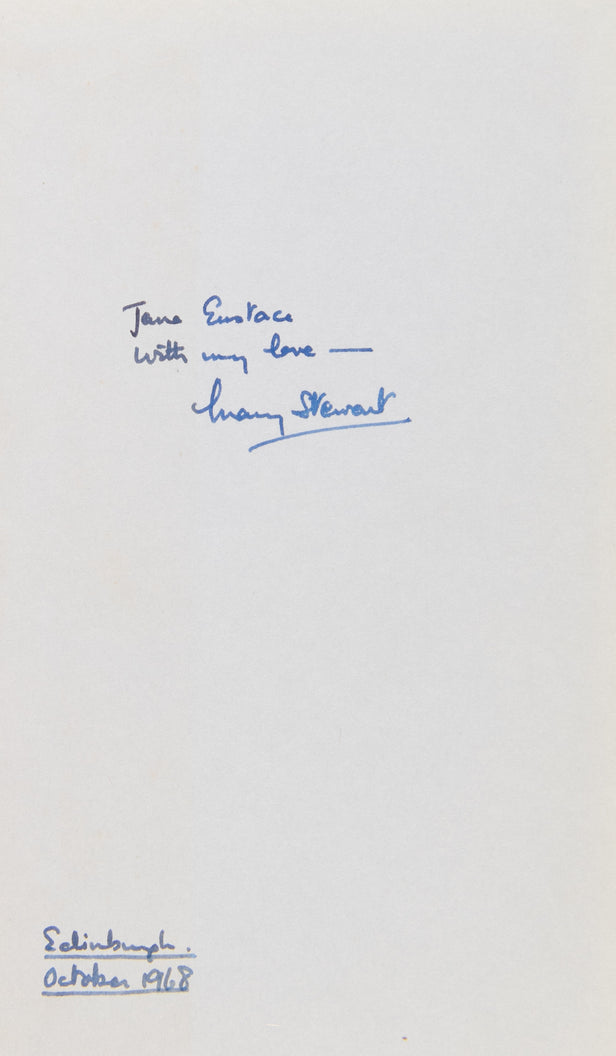 Jane Eustace
with my love —
Mary Stewart
Edinburgh.
October 1968